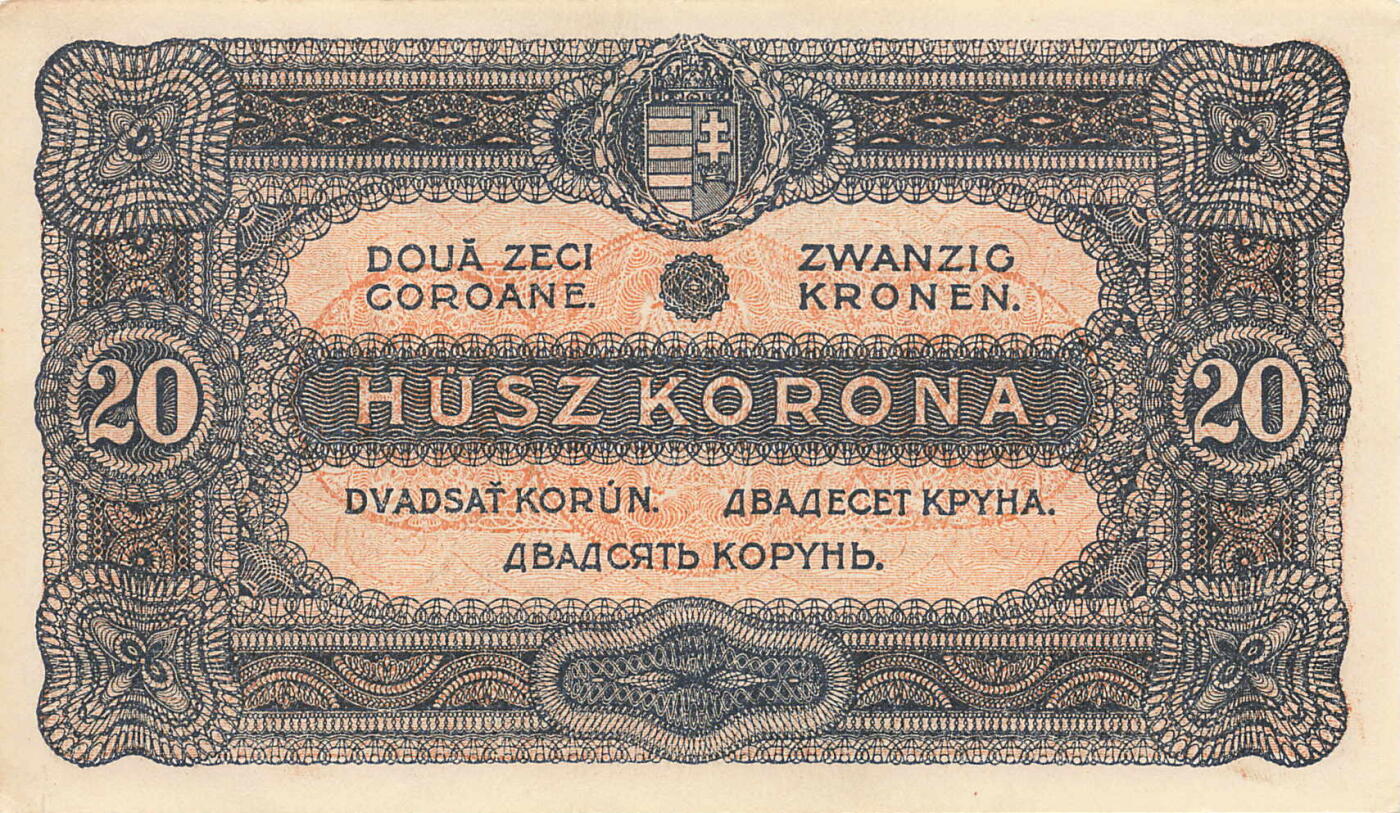 DOUĂ ZECI
COROANE.
ZWANZIG
KRONEN.
HÚSZ KORONA.
20
20
DVADSAŤ KORÚN.
ДВАДЕСЕТ КРУНА.
ДВАДСЯТЬ КОРУНЬ.